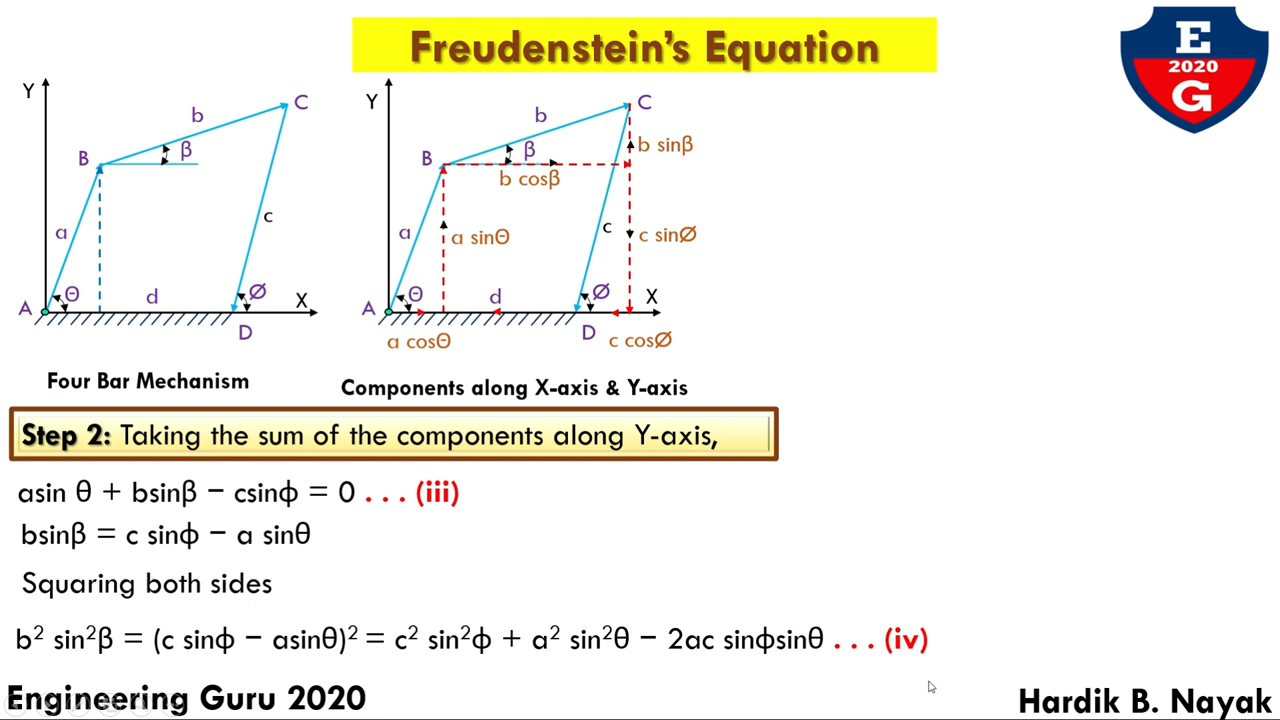 Freudenstein's Equation
E
2020
G
Y
C
b
B
β
c
a
Θ
d
Ø
X
A
D
Four Bar Mechanism
Y
C
b
b sinβ
B
β
b cosβ
a
a sinΘ
c
c sinØ
Θ
d
Ø
X
A
D
a cosΘ
c cosØ
Components along X-axis & Y-axis
Step 2: Taking the sum of the components along Y-axis,
asin θ + bsinβ − csinϕ = 0 . . . (iii)
bsinβ = c sinϕ − a sinθ
Squaring both sides
b² sin²β = (c sinϕ − asinθ)² = c² sin²ϕ + a² sin²θ − 2ac sinϕsinθ . . . (iv)
Engineering Guru 2020
Hardik B. Nayak